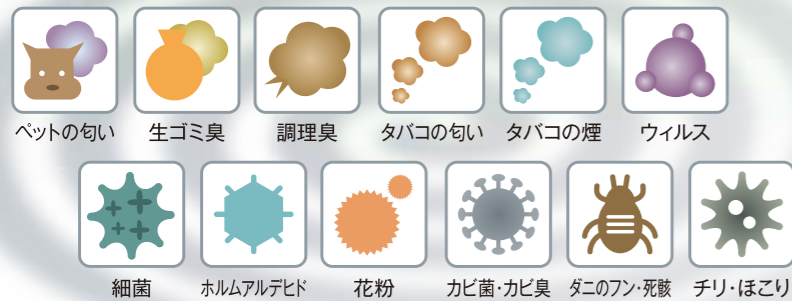 ペットの匂い 生ゴミ臭 調理臭 タバコの匂い タバコの煙 ウィルス
細菌 ホルムアルデヒド 花粉 カビ菌・カビ臭 ダニのフン・死骸 チリ・ほこり